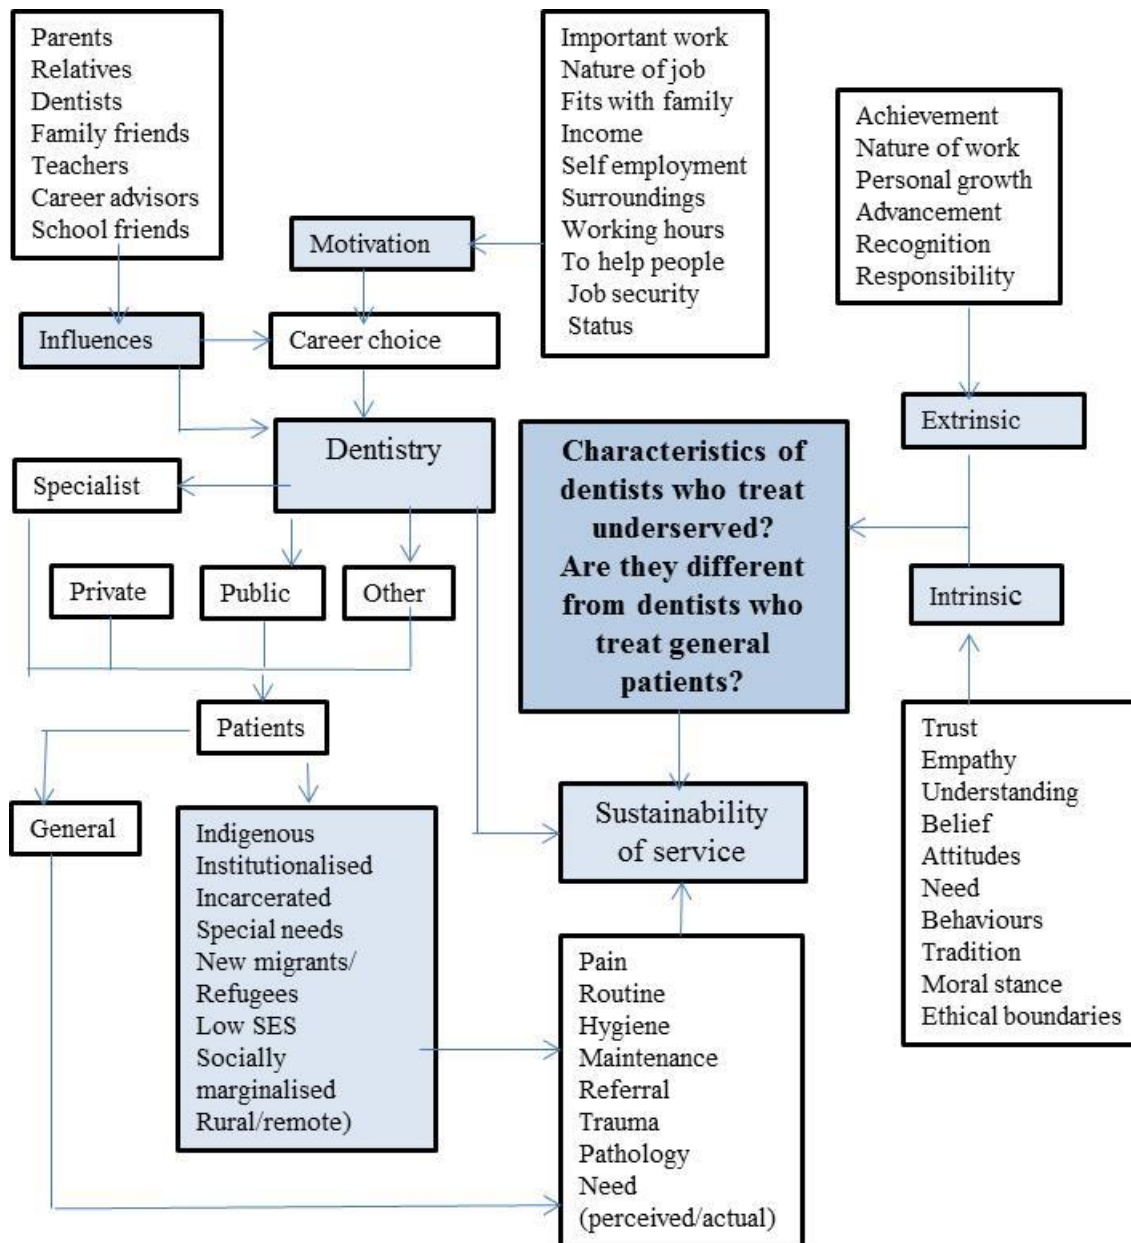 Parents
Relatives
Dentists
Family friends
Teachers
Career advisors
School friends
Important work
Nature of job
Fits with family
Income
Self employment
Surroundings
Working hours
To help people
Job security
Status
Achievement
Nature of work
Personal growth
Advancement
Recognition
Responsibility
Motivation
Influences
Career choice
Extrinsic
Dentistry
Specialist
Private
Public
Other
Characteristics of
dentists who treat
underserved?
Are they different
from dentists who
treat general
patients?
Intrinsic
Patients
General
Indigenous
Institutionalised
Incarcerated
Special needs
New migrants/
Refugees
Low SES
Socially
marginalised
Rural/remote)
Sustainability
of service
Trust
Empathy
Understanding
Belief
Attitudes
Need
Behaviours
Tradition
Moral stance
Ethical boundaries
Pain
Routine
Hygiene
Maintenance
Referral
Trauma
Pathology
Need
(perceived/actual)